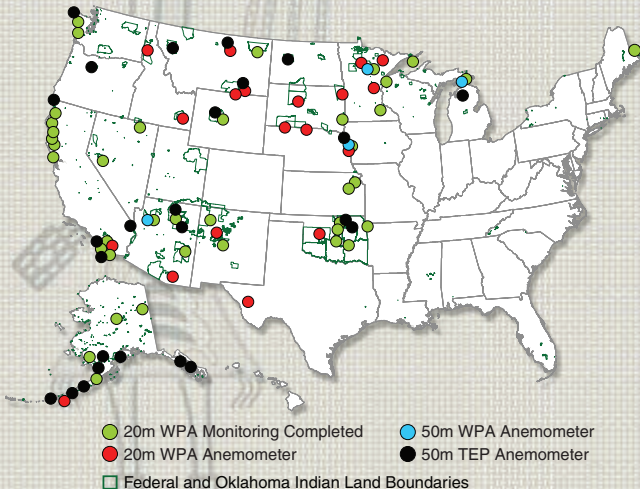 20m WPA Monitoring Completed
50m WPA Anemometer
20m WPA Anemometer
50m TEP Anemometer
Federal and Oklahoma Indian Land Boundaries